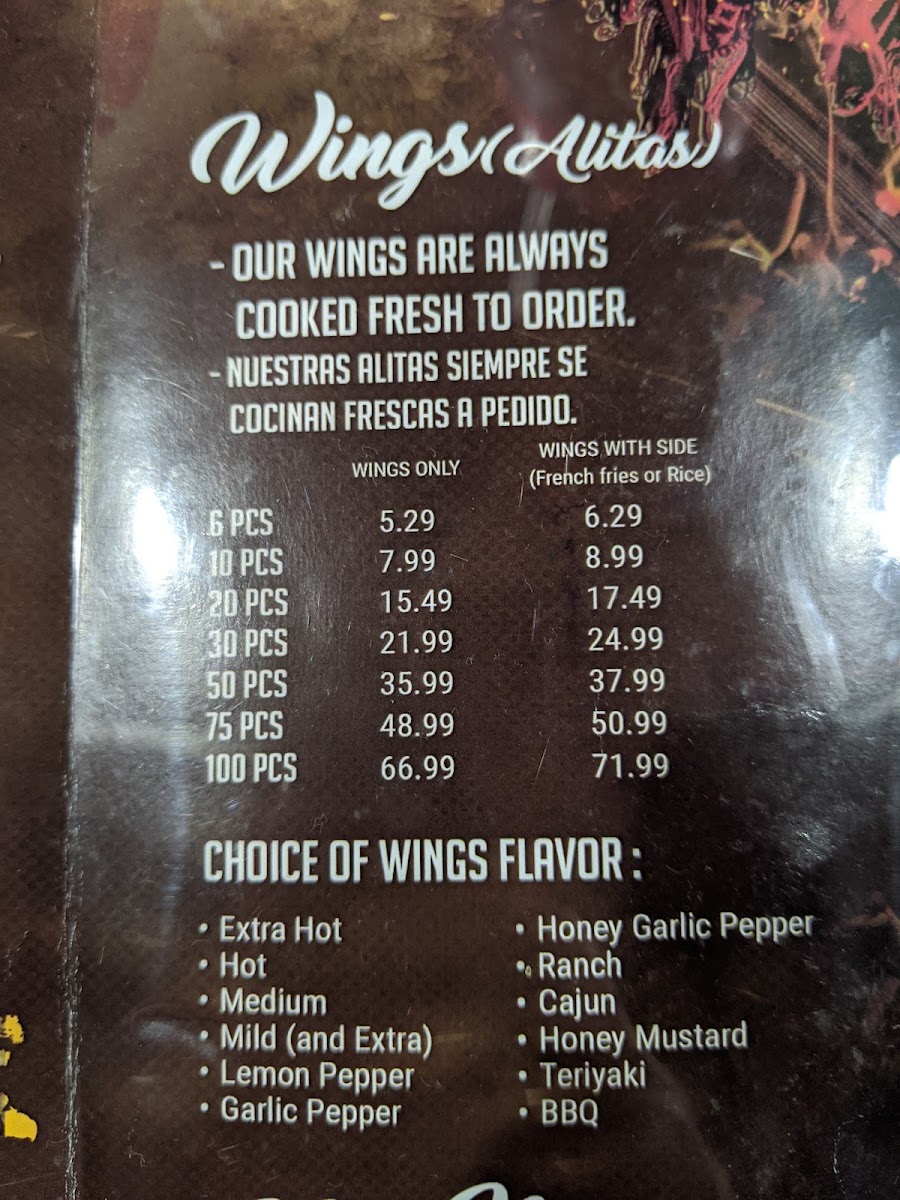 Wings (Alitas)
- OUR WINGS ARE ALWAYS
COOKED FRESH TO ORDER.
- NUESTRAS ALITAS SIEMPRE SE
COCINAN FRESCAS A PEDIDO.
WINGS ONLY WINGS WITH SIDE
(French fries or Rice)
6 PCS 5.29 6.29
10 PCS 7.99 8.99
20 PCS 15.49 17.49
30 PCS 21.99 24.99
50 PCS 35.99 37.99
75 PCS 48.99 50.99
100 PCS 66.99 71.99
CHOICE OF WINGS FLAVOR :
• Extra Hot
• Hot
• Medium
• Mild (and Extra)
• Lemon Pepper
• Garlic Pepper
• Honey Garlic Pepper
• Ranch
• Cajun
• Honey Mustard
• Teriyaki
• BBQ